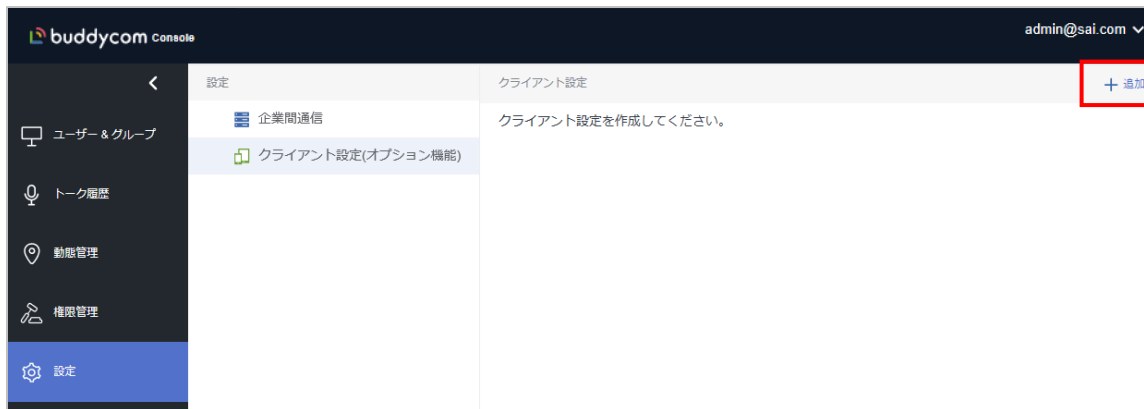 buddycom Console
admin@sai.com
設定
クライアント設定
＋ 追加
ユーザー & グループ
企業間通信
クライアント設定を作成してください。
クライアント設定(オプション機能)
トーク履歴
動態管理
権限管理
設定